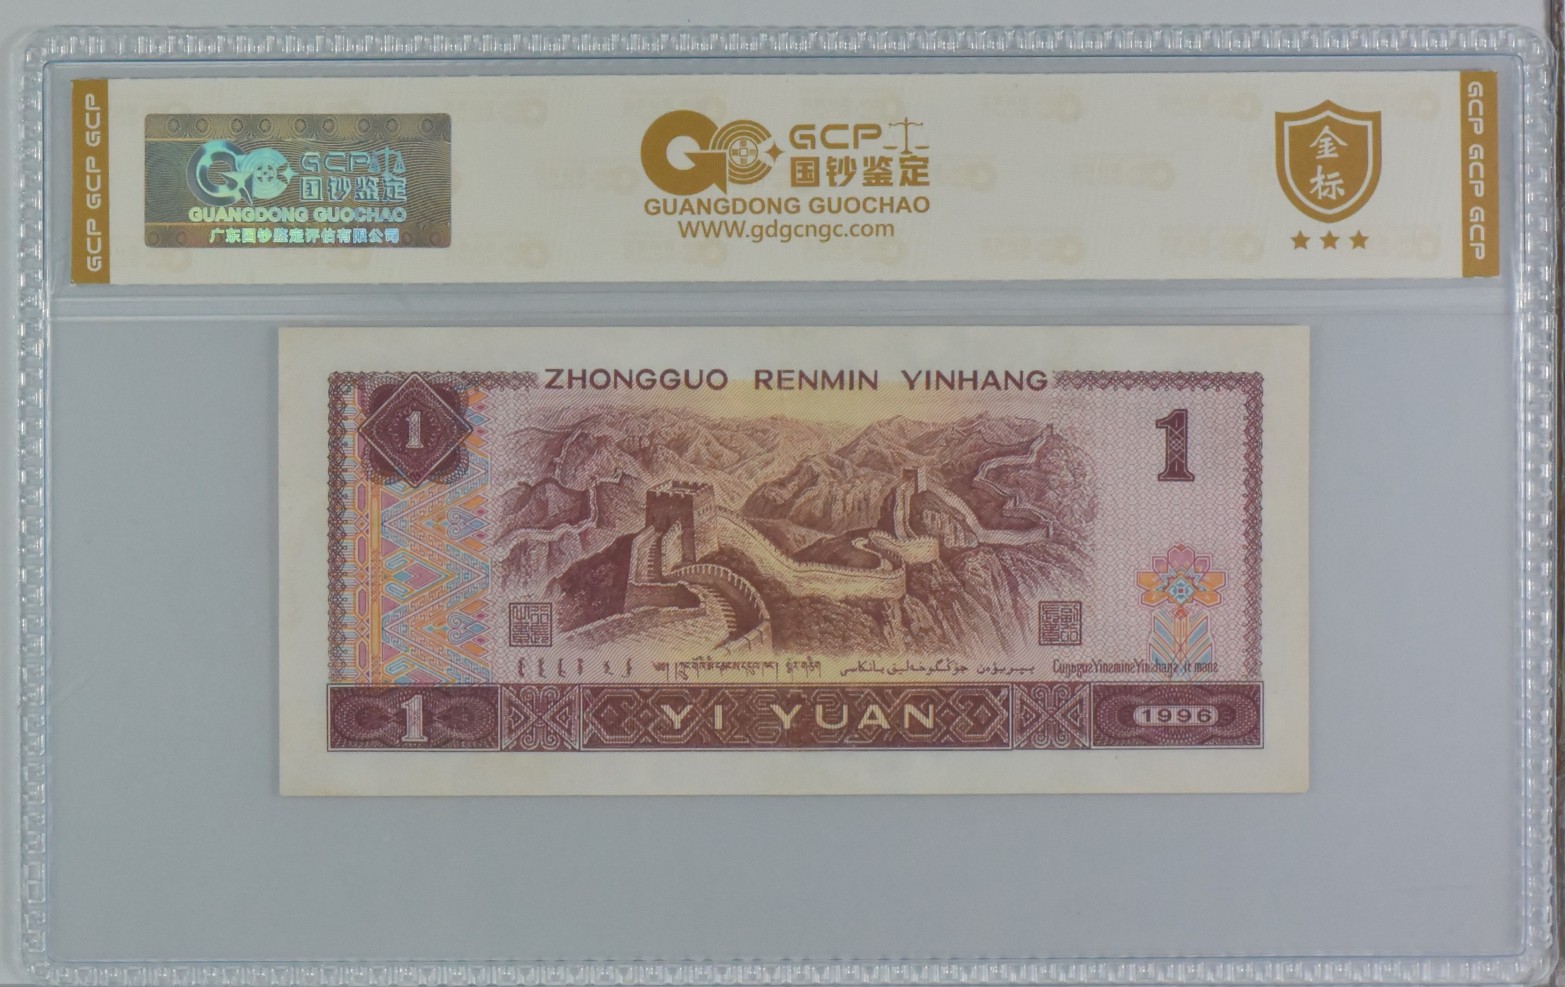 GCP GCP GCP
GCP
国钞鉴定
GUANGDONG GUOCHAO
广东国钞鉴定评估有限公司
GCP
国钞鉴定
GUANGDONG GUOCHAO
WWW.gdgcngc.com
金
标
GCP GCP GCP
ZHONGGUO RENMIN YINHANG
1
1
1
YI YUAN
1996